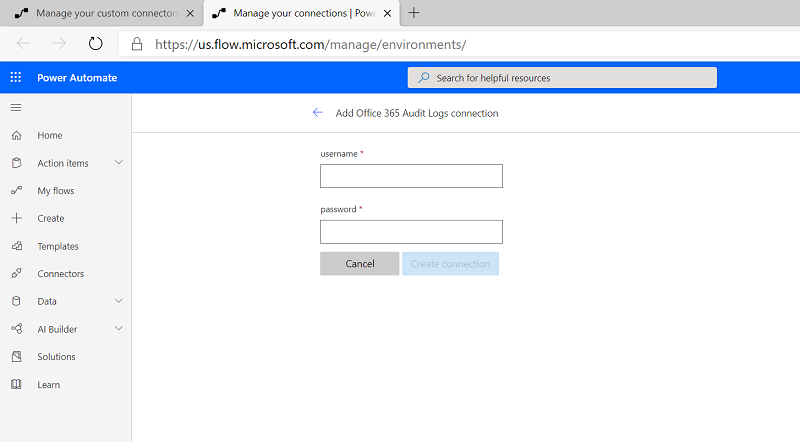 Manage your custom connectors
Manage your connections | Pow
https://us.flow.microsoft.com/manage/environments/
Power Automate
Search for helpful resources
Add Office 365 Audit Logs connection
Home
Action items
My flows
Create
Templates
Connectors
Data
AI Builder
Solutions
Learn
username *
password *
Cancel
Create connection